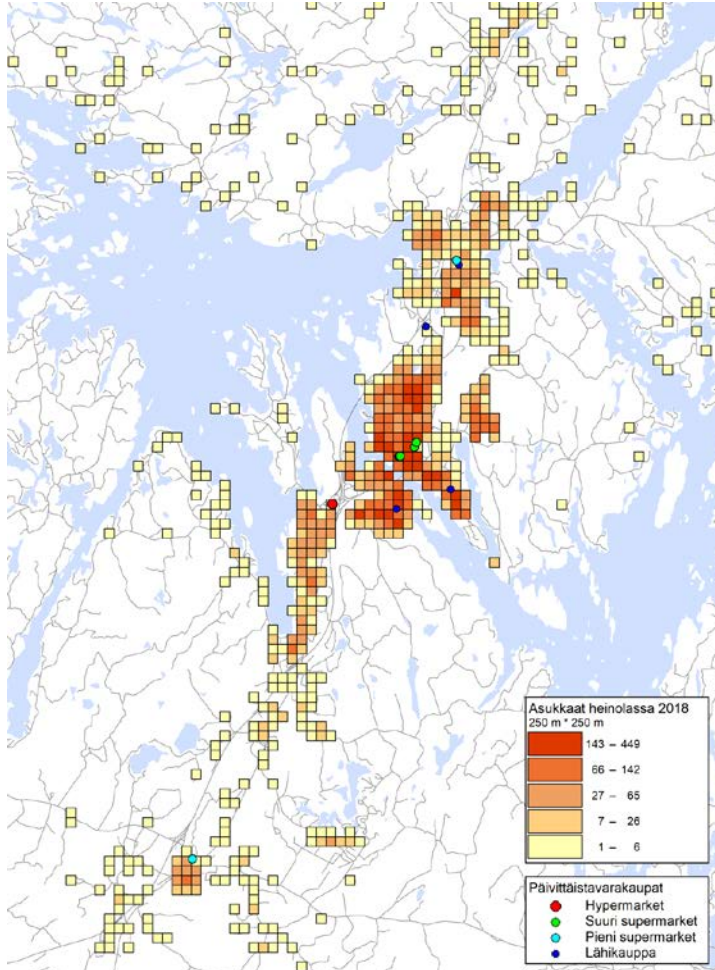 Asukkaat heinolassa 2018
250 m * 250 m
143 – 449
66 – 142
27 – 65
7 – 26
1 – 6
Päivittäistavarakaupat
Hypermarket
Suuri supermarket
Pieni supermarket
Lähikauppa